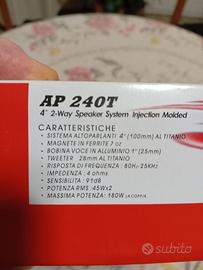 AP 240T
4" 2-Way Speaker System Injection Molded
CARATTERISTICHE
• SISTEMA ALTOPARLANTI: 4" (100mm) AL TITANIO
• MAGNETE IN FERRITE 7 oz
• BOBINA VOCE IN ALLUMINIO 1" (25mm)
• TWEETER 28mm AL TITANIO
• RISPOSTA DI FREQUENZA : 80Hz-25KHz
• IMPEDENZA : 4 ohms
• SENSIBILITÀ : 91dB
• POTENZA RMS : 45Wx2
• MASSIMA POTENZA : 180W LA COPPIA
subito